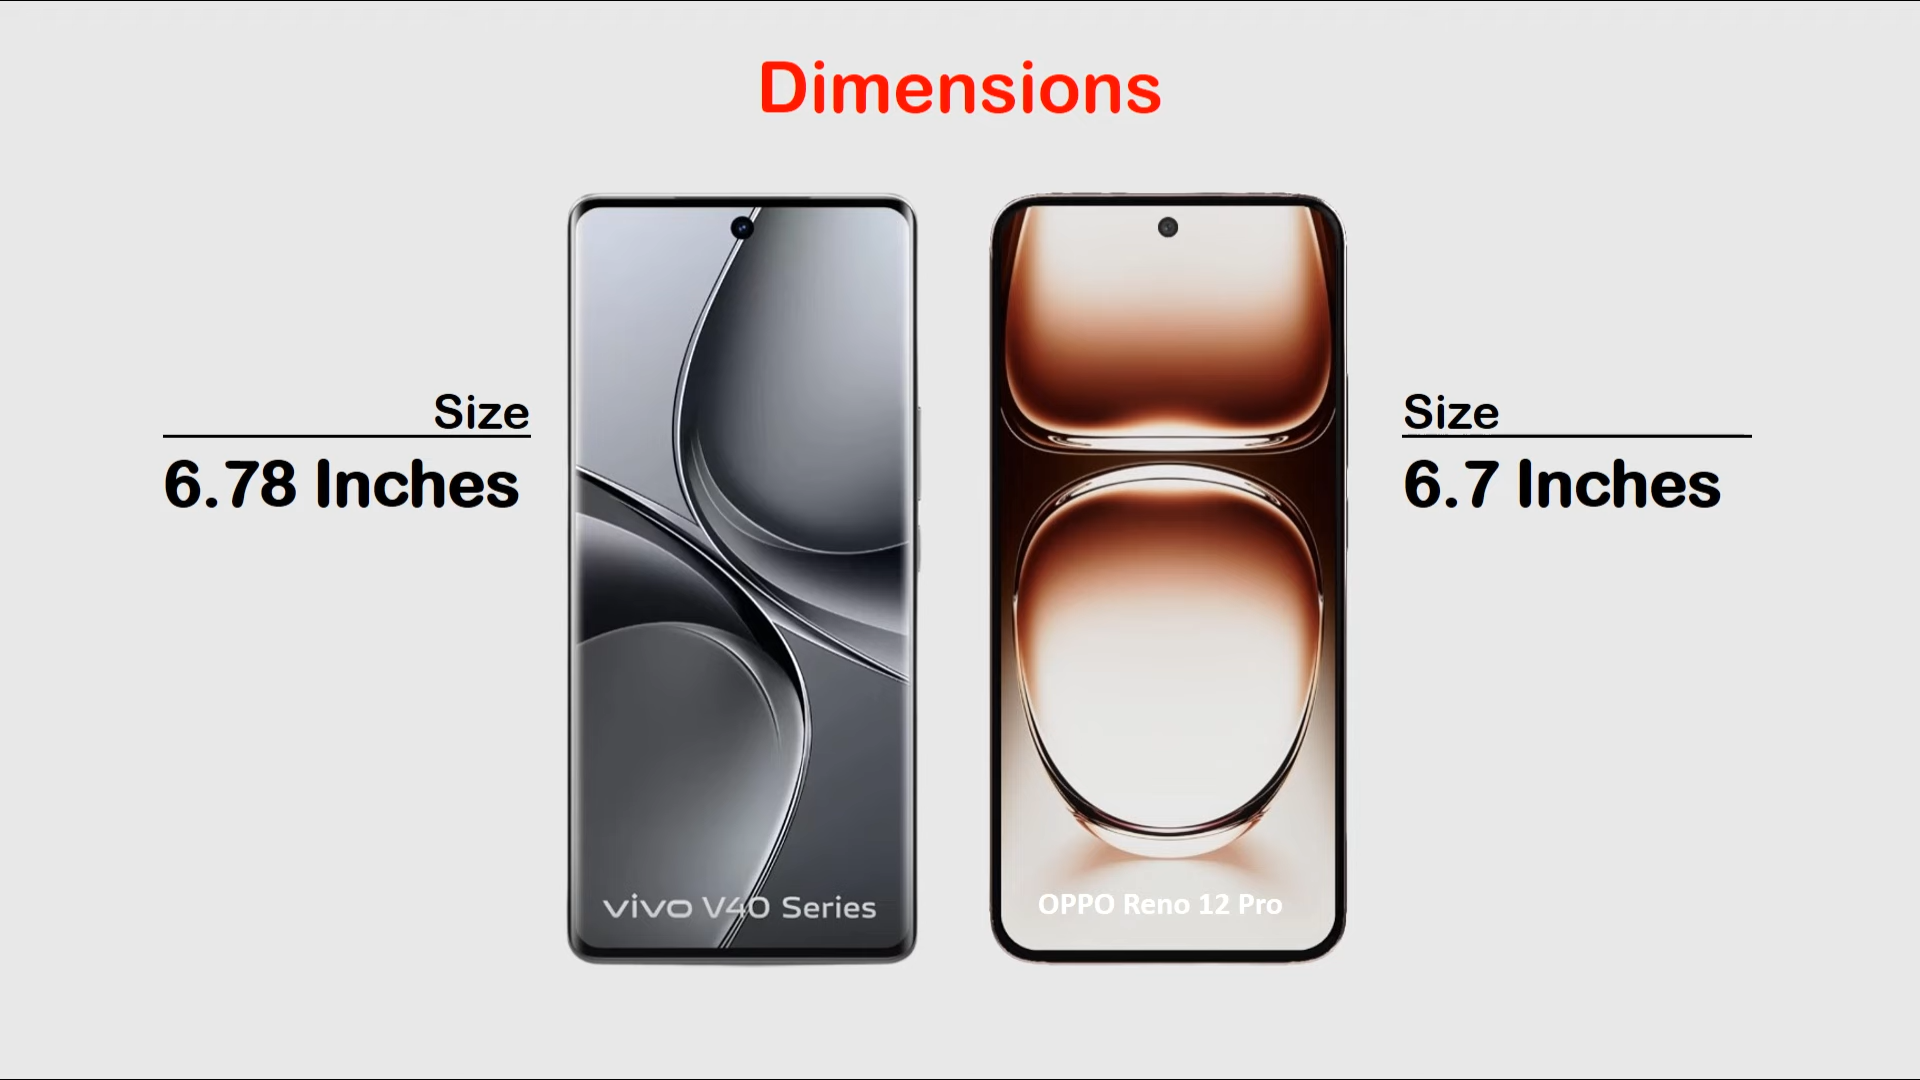 Dimensions
Size
6.78 Inches
Size
6.7 Inches
vivo V40 Series
OPPO Reno 12 Pro